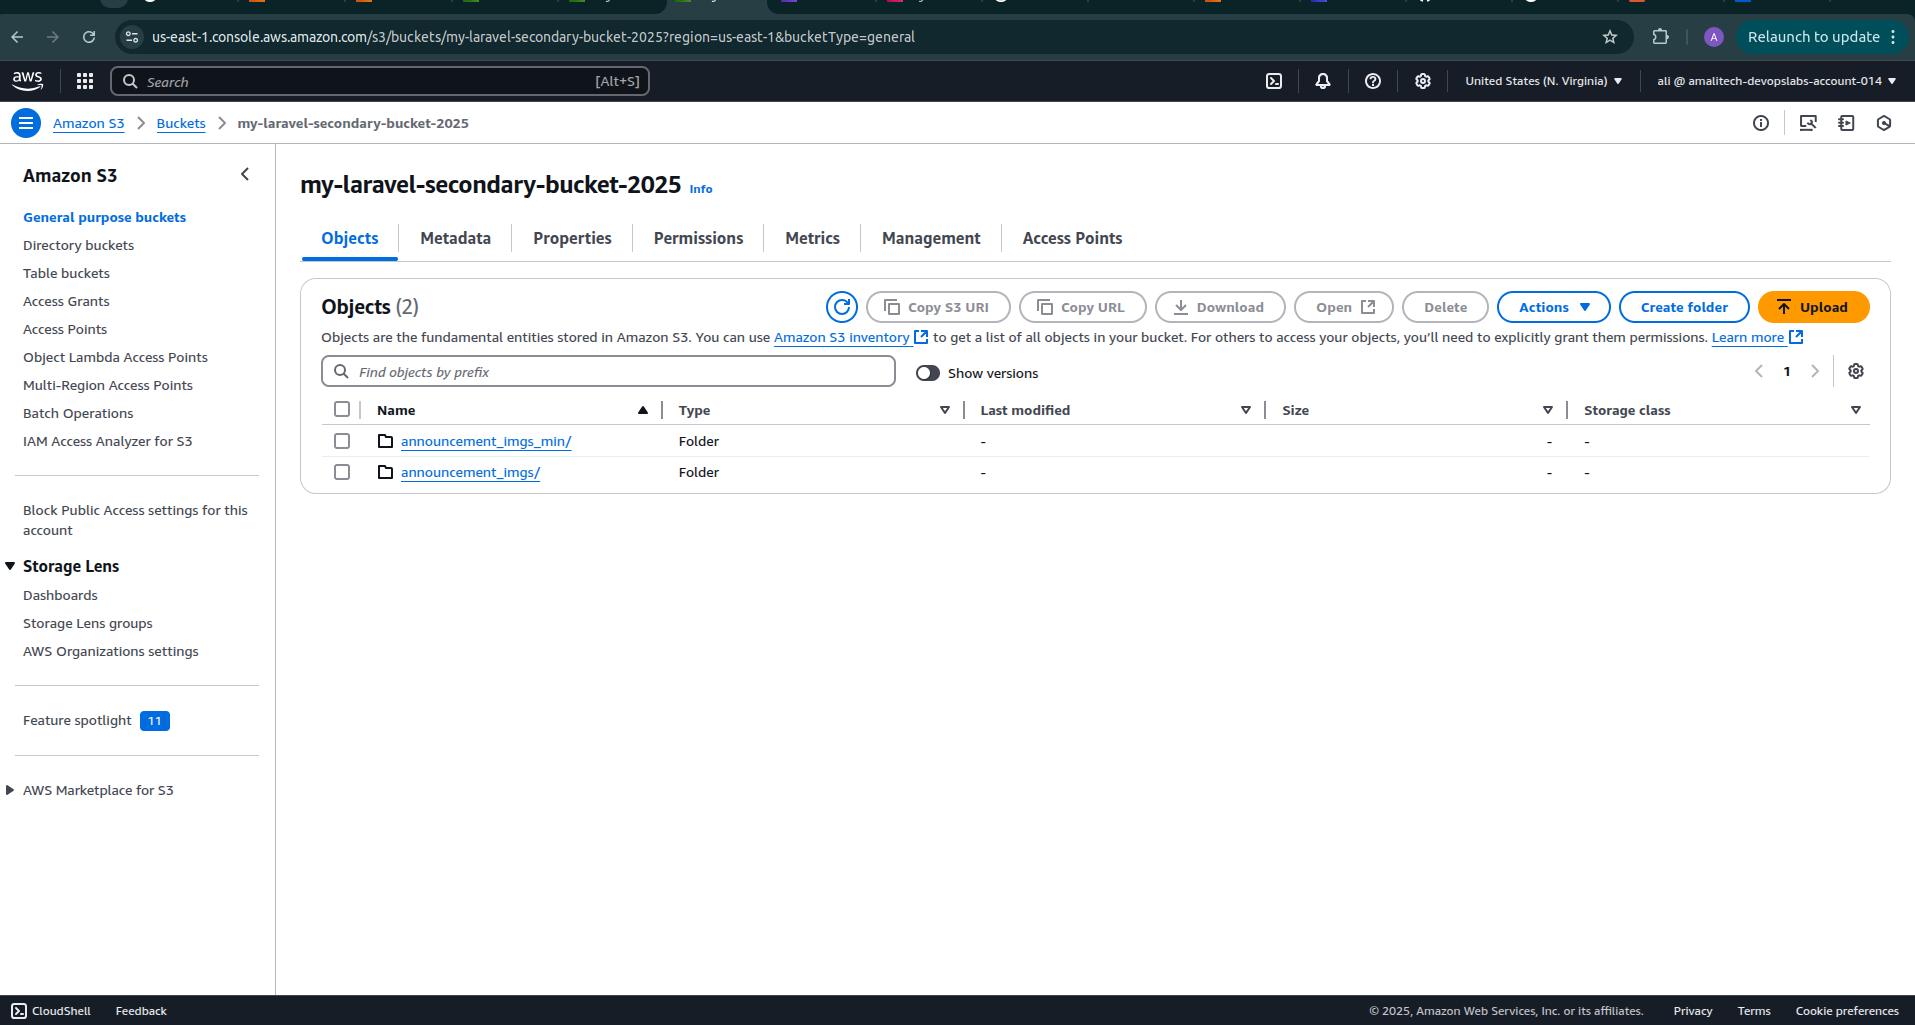 us-east-1.console.aws.amazon.com/s3/buckets/my-laravel-secondary-bucket-2025?region=us-east-1&bucketType=general
A
Relaunch to update
aws
Search
[Alt+S]
United States (N. Virginia)
ali @ amalitech-devopslabs-account-014
Amazon S3
Buckets
my-laravel-secondary-bucket-2025
Amazon S3
General purpose buckets
Directory buckets
Table buckets
Access Grants
Access Points
Object Lambda Access Points
Multi-Region Access Points
Batch Operations
IAM Access Analyzer for S3
Block Public Access settings for this
account
Storage Lens
Dashboards
Storage Lens groups
AWS Organizations settings
Feature spotlight 11
AWS Marketplace for S3
my-laravel-secondary-bucket-2025 Info
Objects Metadata Properties Permissions Metrics Management Access Points
Objects (2)
Copy S3 URI Copy URL Download Open Delete Actions Create folder Upload
Objects are the fundamental entities stored in Amazon S3. You can use Amazon S3 inventory to get a list of all objects in your bucket. For others to access your objects, you'll need to explicitly grant them permissions. Learn more
Find objects by prefix
Show versions
1
Name Type Last modified Size Storage class
announcement_imgs_min/ Folder - - -
announcement_imgs/ Folder - - -
CloudShell Feedback
© 2025, Amazon Web Services, Inc. or its affiliates. Privacy Terms Cookie preferences